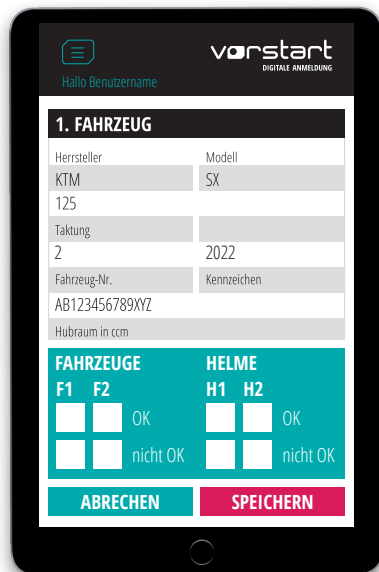 vorstart
DIGITALE ANMELDUNG
Hallo Benutzername
1. FAHRZEUG
Herrsteller Modell
KTM SX
125
Taktung
2 2022
Fahrzeug-Nr. Kennzeichen
AB123456789XYZ
Hubraum in ccm
FAHRZEUGE HELME
F1 F2 H1 H2
OK OK
nicht OK nicht OK
ABRECHEN SPEICHERN